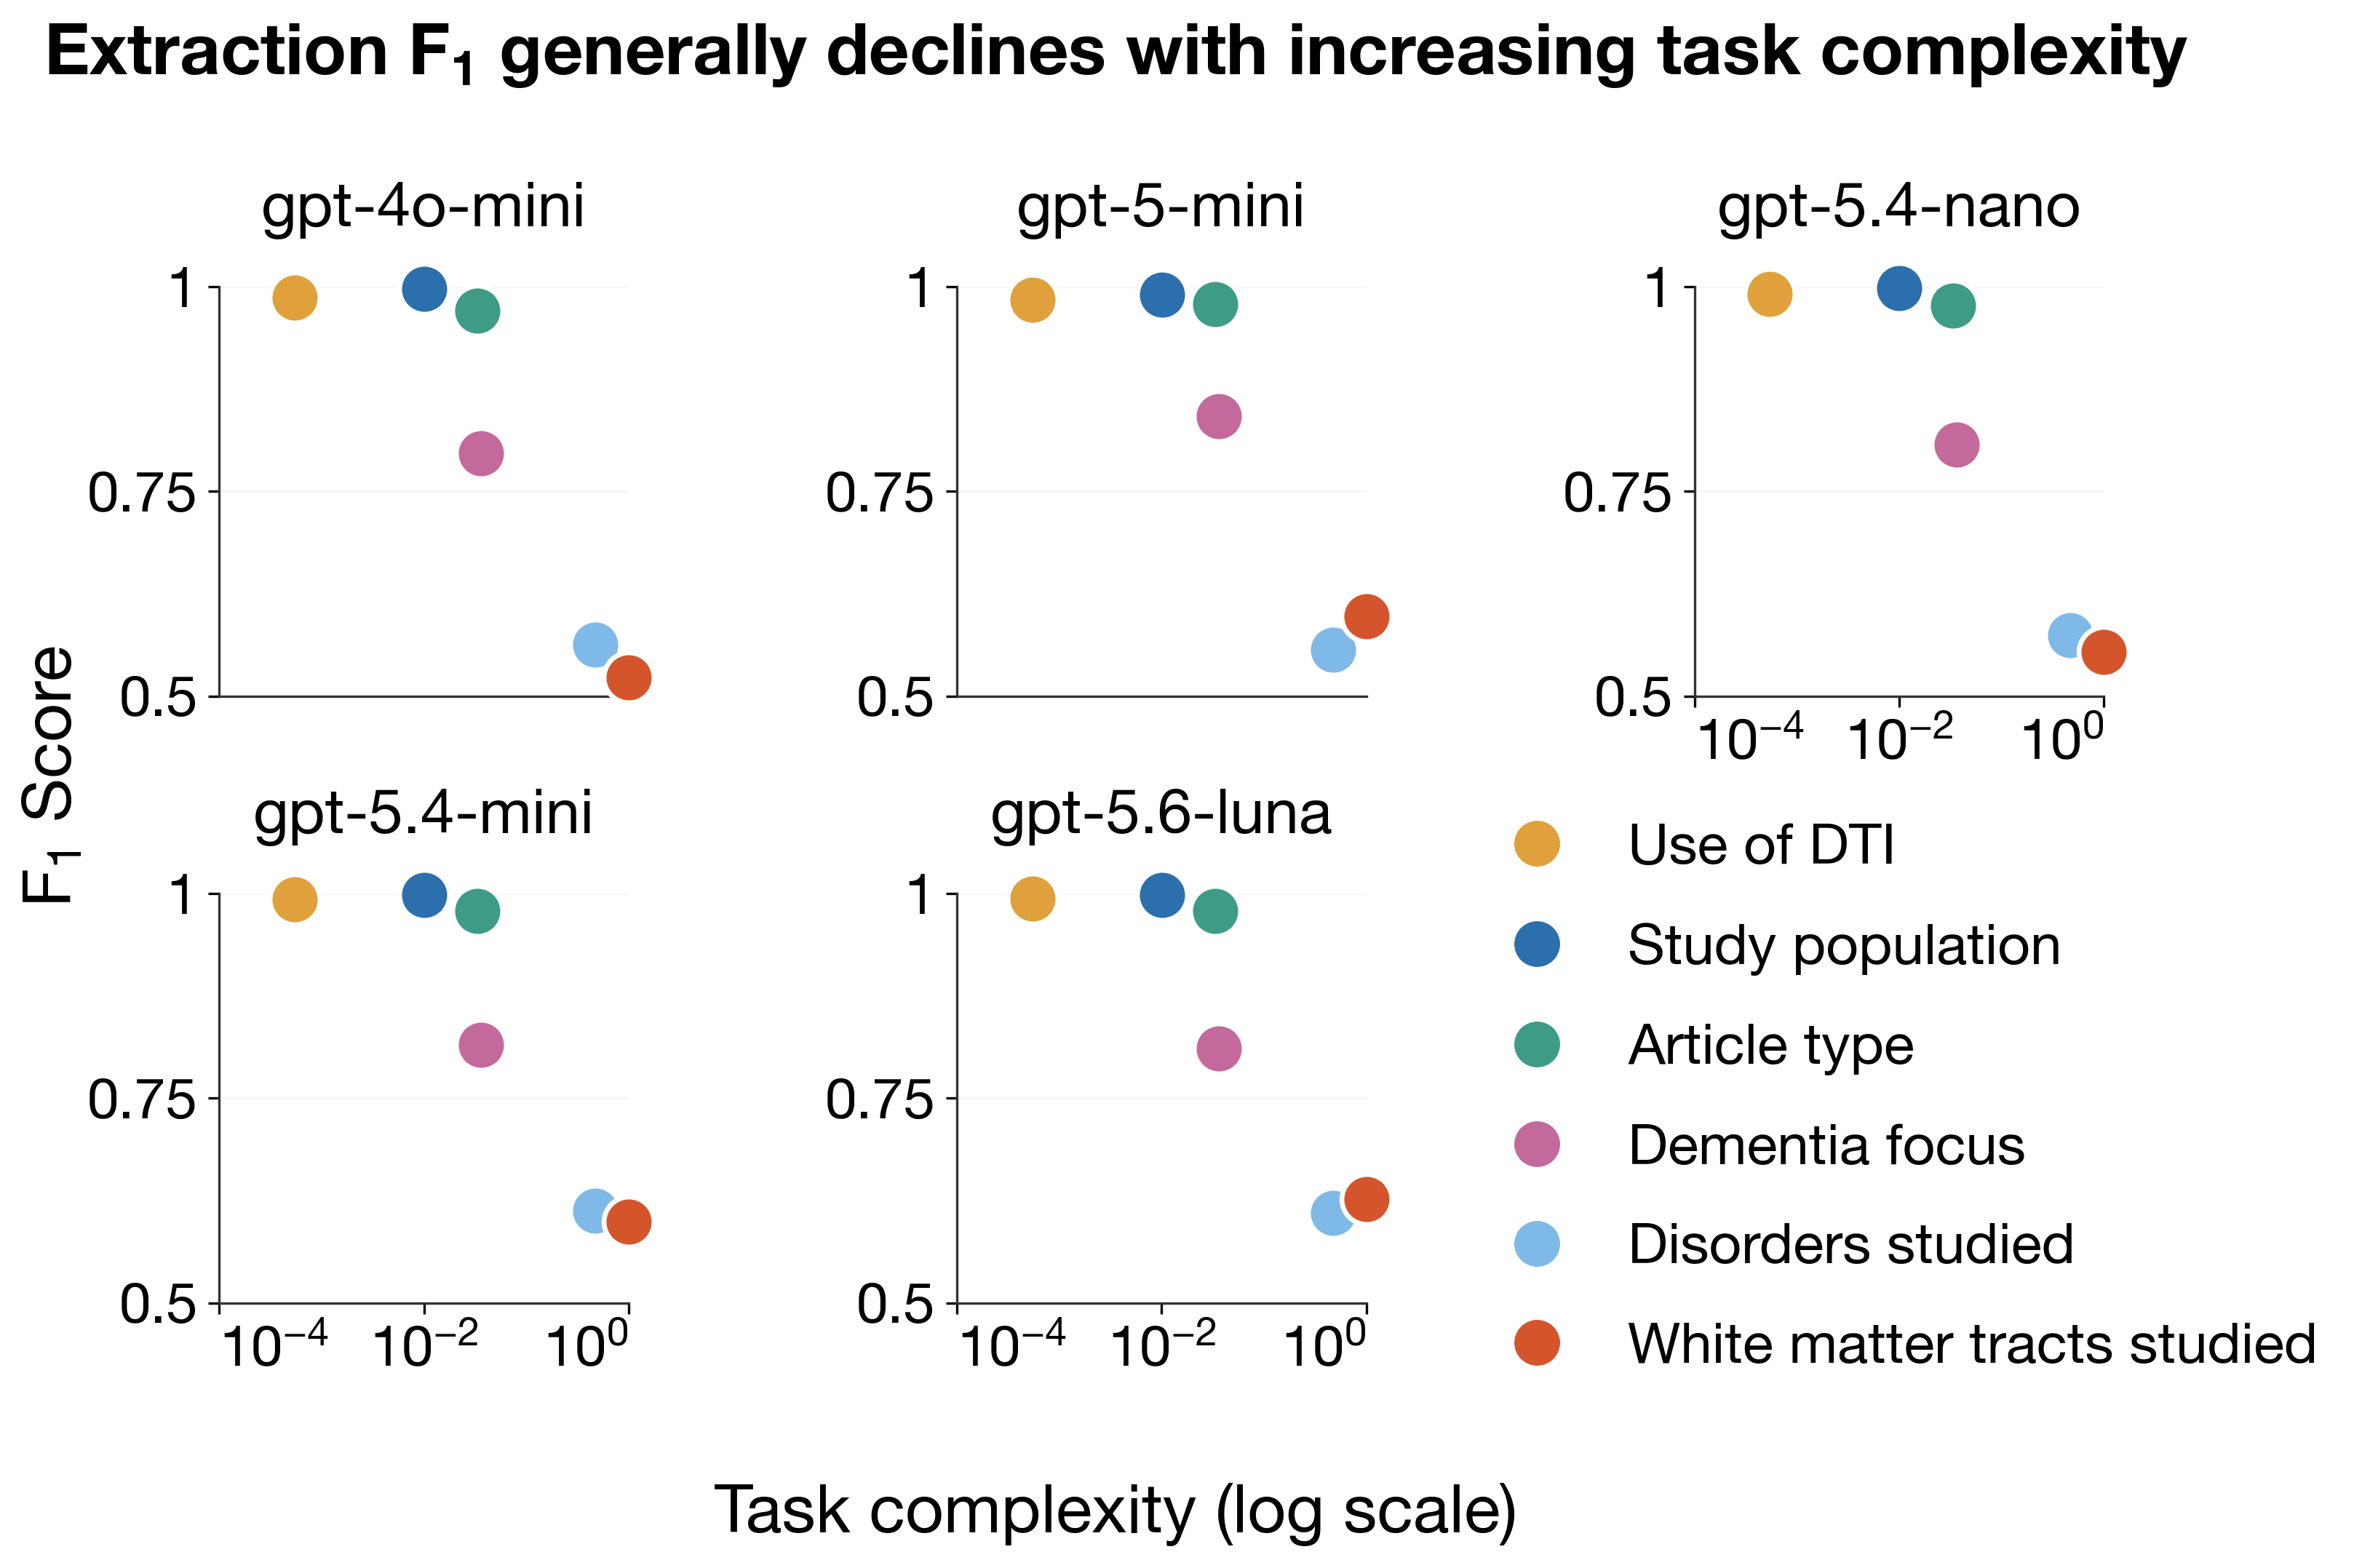 Extraction F₁ generally declines with increasing task complexity
gpt-4o-mini
1
0.75
0.5
gpt-5-mini
1
0.75
0.5
gpt-5.4-nano
1
0.75
0.5
10⁻⁴ 10⁻² 10⁰
F₁ Score
gpt-5.4-mini
1
0.75
0.5
10⁻⁴ 10⁻² 10⁰
gpt-5.6-luna
1
0.75
0.5
10⁻⁴ 10⁻² 10⁰
Use of DTI
Study population
Article type
Dementia focus
Disorders studied
White matter tracts studied
Task complexity (log scale)